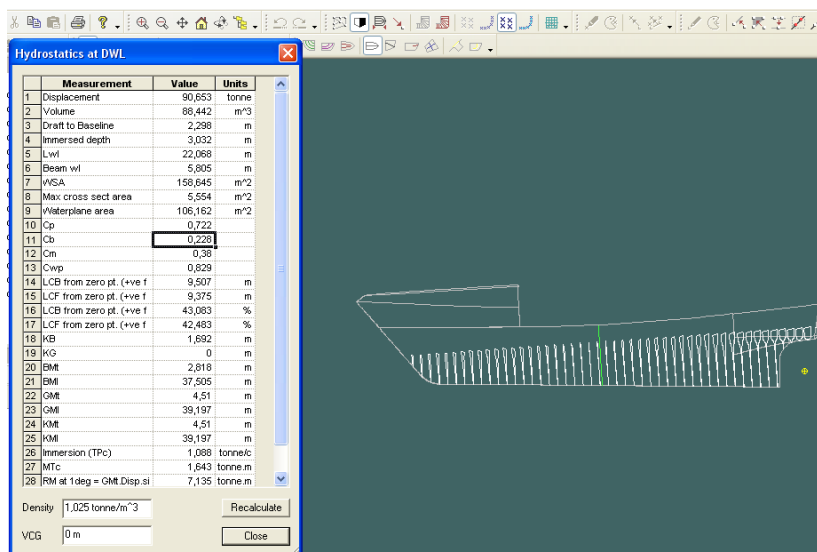 Hydrostatics at DWL
Measurement Value Units
1 Displacement 90,653 tonne
2 Volume 88,442 m^3
3 Draft to Baseline 2,298 m
4 Immersed depth 3,032 m
5 Lwl 22,068 m
6 Beam wl 5,805 m
7 WSA 158,645 m^2
8 Max cross sect area 5,554 m^2
9 Waterplane area 106,162 m^2
10 Cp 0,722
11 Cb 0,228
12 Cm 0,38
13 Cwp 0,829
14 LCB from zero pt. (+ve f 9,507 m
15 LCF from zero pt. (+ve f 9,375 m
16 LCB from zero pt. (+ve f 43,083 %
17 LCF from zero pt. (+ve f 42,483 %
18 KB 1,692 m
19 KG 0 m
20 BMt 2,818 m
21 BMl 37,505 m
22 GMt 4,51 m
23 GMl 39,197 m
24 KMt 4,51 m
25 KMl 39,197 m
26 Immersion (TPc) 1,088 tonne/c
27 MTc 1,643 tonne.m
28 RM at 1deg = GMt.Disp.si 7,135 tonne.m
Density 1,025 tonne/m^3 Recalculate
VCG 0 m Close